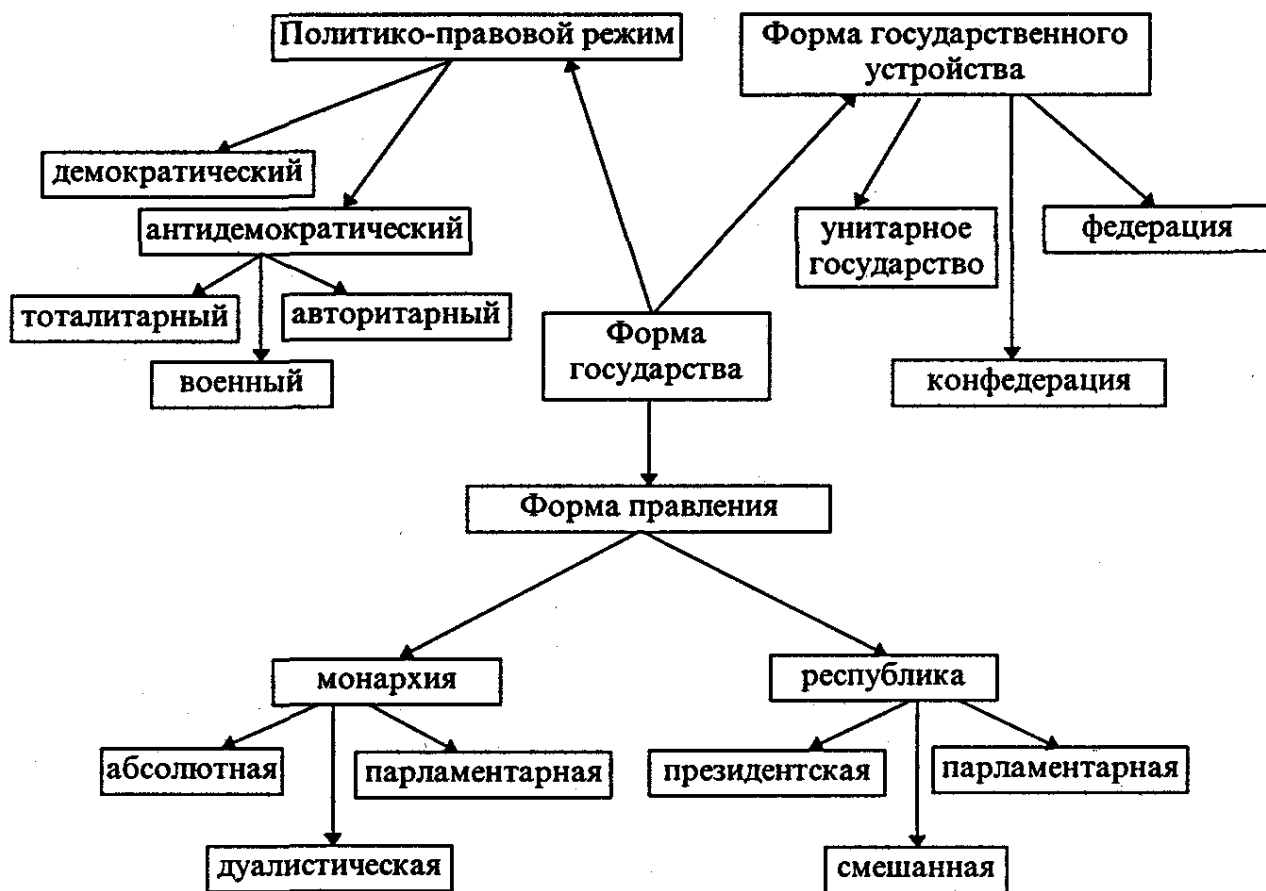 Политико-правовой режим
Форма государственного
устройства
демократический
антидемократический
тоталитарный
авторитарный
военный
унитарное
государство
федерация
конфедерация
Форма
государства
Форма правления
монархия
республика
абсолютная
парламентарная
президентская
парламентарная
дуалистическая
смешанная